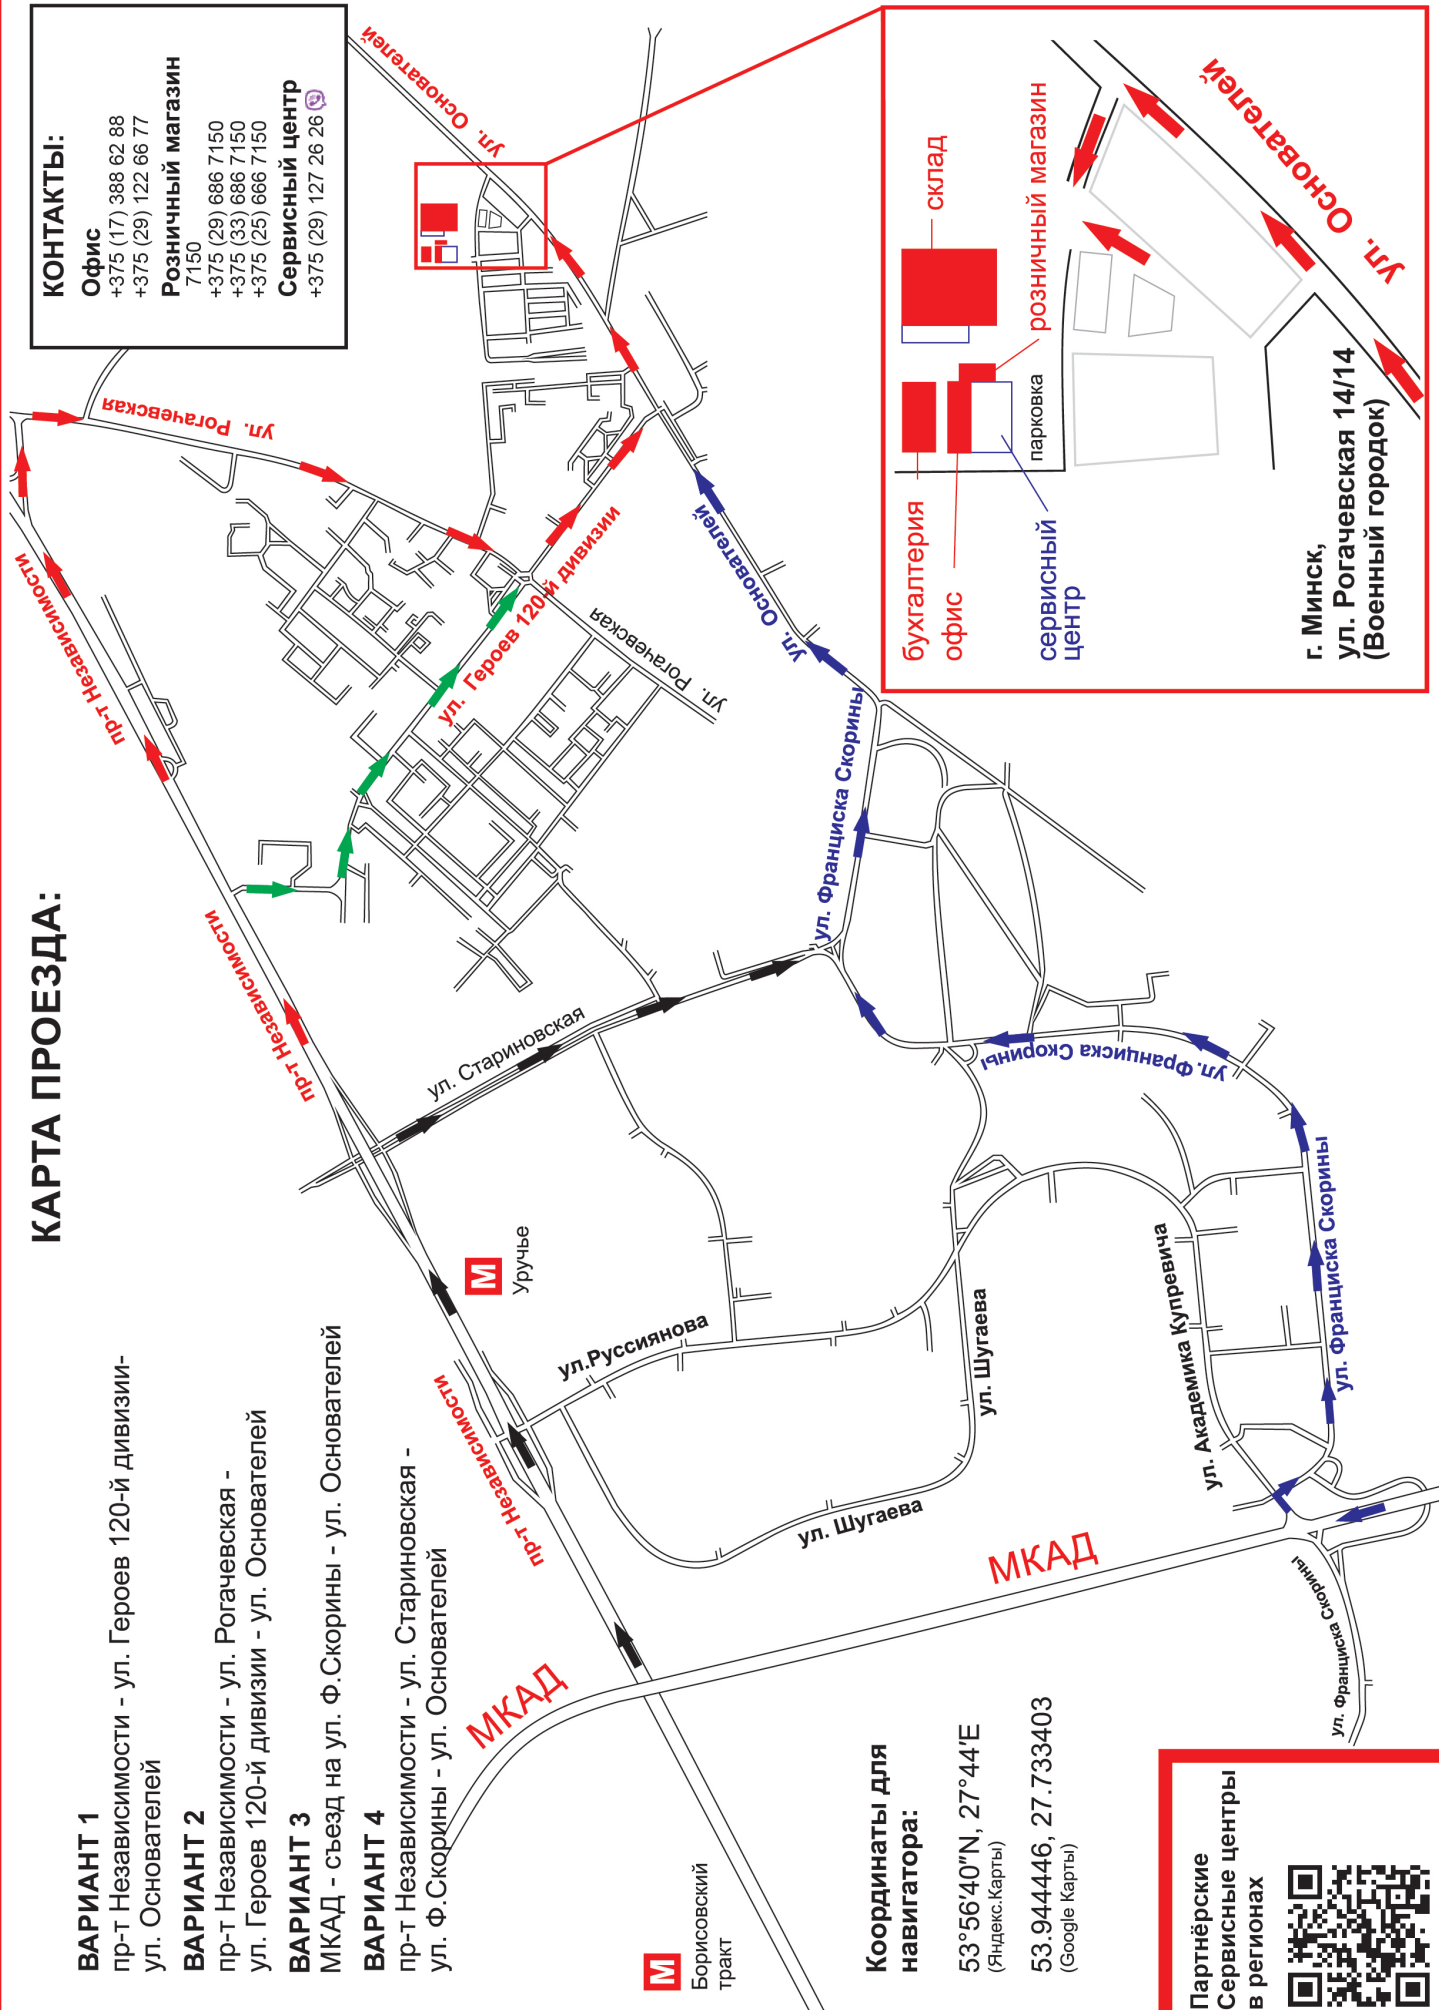 КАРТА ПРОЕЗДА:
ВАРИАНТ 1
пр-т Независимости - ул. Героев 120-й дивизии-
ул. Основателей
ВАРИАНТ 2
пр-т Независимости - ул. Рогачевская -
ул. Героев 120-й дивизии - ул. Основателей
ВАРИАНТ 3
МКАД - съезд на ул. Ф.Скорины - ул. Основателей
ВАРИАНТ 4
пр-т Независимости - ул. Стариновская -
ул. Ф.Скорины - ул. Основателей
КОНТАКТЫ:
Офис
+375 (17) 388 62 88
+375 (29) 122 66 77
Розничный магазин
7150
+375 (29) 686 7150
+375 (33) 686 7150
+375 (25) 666 7150
Сервисный центр
+375 (29) 127 26 26
пр-т Независимости
пр-т Независимости
пр-т Независимости
ул. Рогачевская
ул. Основателей
ул. Героев 120-й дивизии
ул. Рогачевская
ул. Стариновская
М
Уручье
ул.Руссиянова
ул. Основателей
ул. Франциска Скорины
ул. Франциска Скорины
ул. Шугаева
ул. Шугаева
ул. Академика Купревича
ул. Франциска Скорины
ул. Франциска Скорины
МКАД
МКАД
М
Борисовский
тракт
Координаты для
навигатора:
53°56'40"N, 27°44'E
(Яндекс.Карты)
53.944446, 27.733403
(Google Карты)
Партнёрские
Сервисные центры
в регионах
бухгалтерия
офис
сервисный
центр
склад
розничный магазин
парковка
ул. Основателей
г. Минск,
ул. Рогачевская 14/14
(Военный городок)